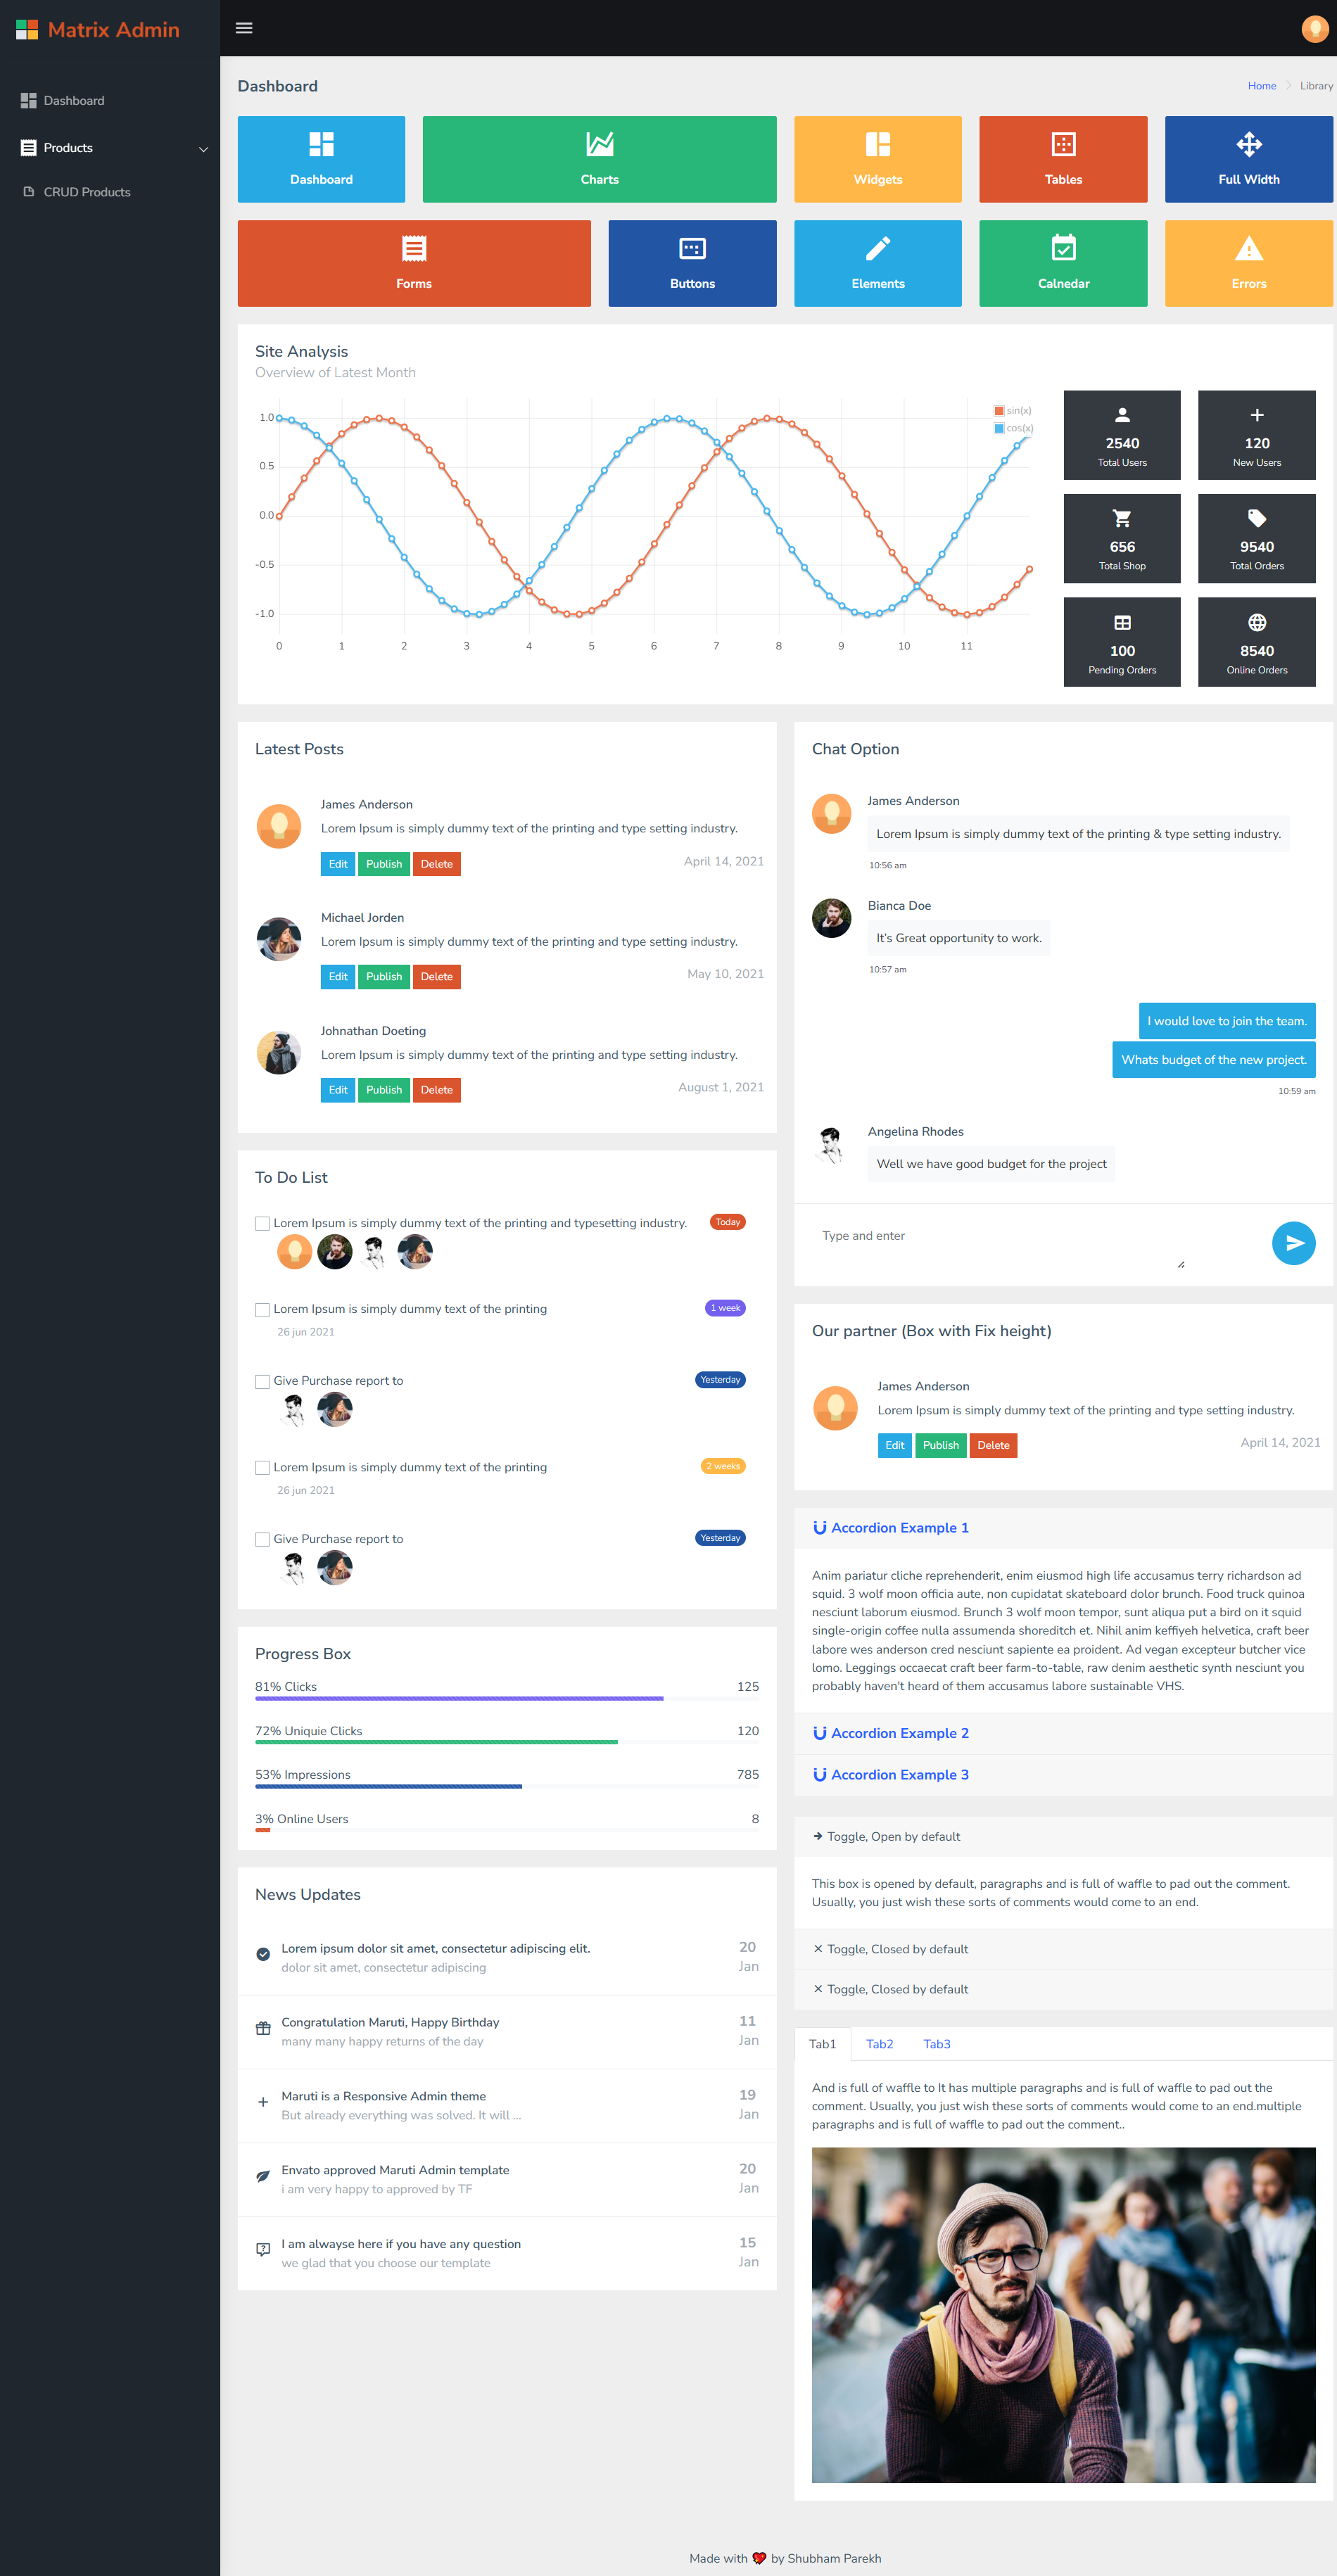 Matrix Admin
Dashboard
Products
CRUD Products
Dashboard
Home
Library
Dashboard
Charts
Widgets
Tables
Full Width
Forms
Buttons
Elements
Calnedar
Errors
Site Analysis
Overview of Latest Month
1.0
0.5
0.0
-0.5
-1.0
0 1 2 3 4 5 6 7 8 9 10 11
sin(x)
cos(x)
2540
Total Users
120
New Users
656
Total Shop
9540
Total Orders
100
Pending Orders
8540
Online Orders
Latest Posts
James Anderson
Lorem Ipsum is simply dummy text of the printing and type setting industry.
Edit Publish Delete April 14, 2021
Michael Jorden
Lorem Ipsum is simply dummy text of the printing and type setting industry.
Edit Publish Delete May 10, 2021
Johnathan Doeting
Lorem Ipsum is simply dummy text of the printing and type setting industry.
Edit Publish Delete August 1, 2021
To Do List
Lorem Ipsum is simply dummy text of the printing and typesetting industry. Today
Lorem Ipsum is simply dummy text of the printing 1 week
26 jun 2021
Give Purchase report to Yesterday
Lorem Ipsum is simply dummy text of the printing 2 weeks
26 jun 2021
Give Purchase report to Yesterday
Progress Box
81% Clicks 125
72% Uniquie Clicks 120
53% Impressions 785
3% Online Users 8
News Updates
Lorem ipsum dolor sit amet, consectetur adipiscing elit. 20
dolor sit amet, consectetur adipiscing Jan
Congratulation Maruti, Happy Birthday 11
many many happy returns of the day Jan
Maruti is a Responsive Admin theme 19
But already everything was solved. It will ... Jan
Envato approved Maruti Admin template 20
i am very happy to approved by TF Jan
I am alwayse here if you have any question 15
we glad that you choose our template Jan
Chat Option
James Anderson
Lorem Ipsum is simply dummy text of the printing & type setting industry.
10:56 am
Bianca Doe
It's Great opportunity to work.
10:57 am
I would love to join the team.
Whats budget of the new project.
10:59 am
Angelina Rhodes
Well we have good budget for the project
Type and enter
Our partner (Box with Fix height)
James Anderson
Lorem Ipsum is simply dummy text of the printing and type setting industry.
Edit Publish Delete April 14, 2021
Accordion Example 1
Anim pariatur cliche reprehenderit, enim eiusmod high life accusamus terry richardson ad
squid. 3 wolf moon officia aute, non cupidatat skateboard dolor brunch. Food truck quinoa
nesciunt laborum eiusmod. Brunch 3 wolf moon tempor, sunt aliqua put a bird on it squid
single-origin coffee nulla assumenda shoreditch et. Nihil anim keffiyeh helvetica, craft beer
labore wes anderson cred nesciunt sapiente ea proident. Ad vegan excepteur butcher vice
lomo. Leggings occaecat craft beer farm-to-table, raw denim aesthetic synth nesciunt you
probably haven't heard of them accusamus labore sustainable VHS.
Accordion Example 2
Accordion Example 3
Toggle, Open by default
This box is opened by default, paragraphs and is full of waffle to pad out the comment.
Usually, you just wish these sorts of comments would come to an end.
Toggle, Closed by default
Toggle, Closed by default
Tab1 Tab2 Tab3
And is full of waffle to It has multiple paragraphs and is full of waffle to pad out the
comment. Usually, you just wish these sorts of comments would come to an end.multiple
paragraphs and is full of waffle to pad out the comment..
Made with 💖 by Shubham Parekh